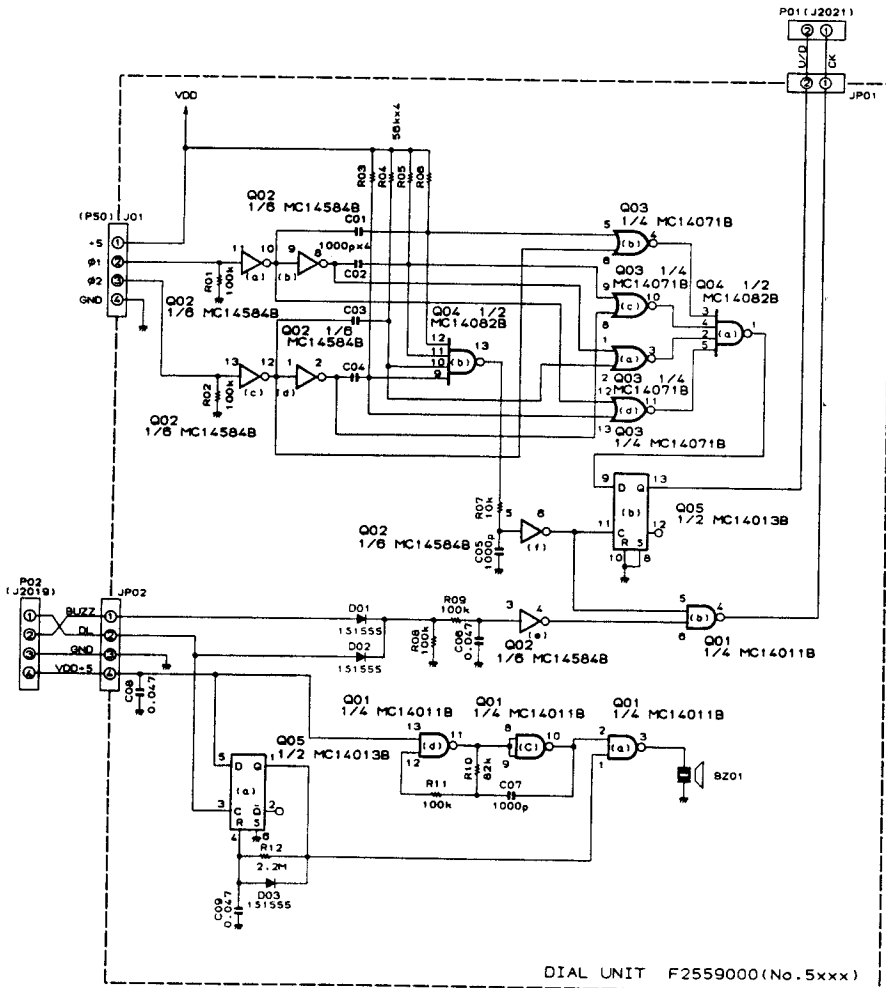 P01(J2021)
2 1
U/D CK
2 1
JP01
VDD
56kx4
R03 R04 R05 R06
Q02
1/6 MC14584B
C01
1000px4
C02
(P50) J01
+5 1
ø1 2
ø2 3
GND 4
11 (a) 10
9 (b) 8
R01
100k
Q02
1/6 MC14584B
C03
Q02 1/6
MC14584B
C04
13 (c) 12
1 (d) 2
R02
100k
Q02
1/6 MC14584B
Q04 1/2
MC14082B
12
11
10
9
(b)
13
Q03
1/4 MC14071B
5
6
(b)
4
Q03 1/4
MC14071B
9
8
(c)
10
Q04 1/2
MC14082B
3
4
2
5
(a)
1
1
2
(a)
3
Q03 1/4
MC14071B
12
13
(d)
11
Q03
1/4 MC14071B
9 D Q 13
(b)
11 C 12
R S
10 8
Q05
1/2 MC14013B
R07
10k
5 (f) 6
Q02
1/6 MC14584B
C05
1000p
P02
(J2019)
1
2
3
4
JP02
BUZZ 1
DL 2
GND 3
VDD+5 4
C08
0.047
D01
1S1555
D02
1S1555
R08
100k
R09
100k
C06
0.047
3 (e) 4
Q02
1/6 MC14584B
5
6
(b)
4
Q01
1/4 MC14011B
Q01
1/4 MC14011B
13
12
(d)
11
Q01
1/4 MC14011B
8
9
(C)
10
Q01
1/4 MC14011B
2
1
(a)
3
R10
82k
R11
100k
C07
1000p
BZ01
Q05
1/2 MC14013B
5 D Q 1
(a)
3 C D 2
R S
4 6
R12
2.2M
D03
1S1555
C09
0.047
DIAL UNIT F2559000(No.5xxx)